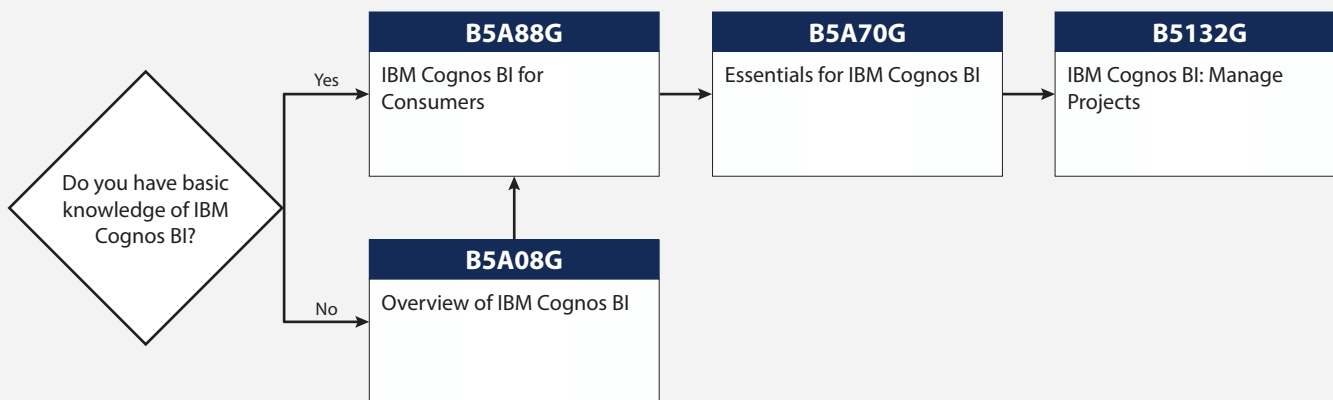 B5A88G
IBM Cognos BI for
Consumers
B5A70G
Essentials for IBM Cognos BI
B5132G
IBM Cognos BI: Manage
Projects
Yes
Do you have basic
knowledge of IBM
Cognos BI?
No
B5A08G
Overview of IBM Cognos BI